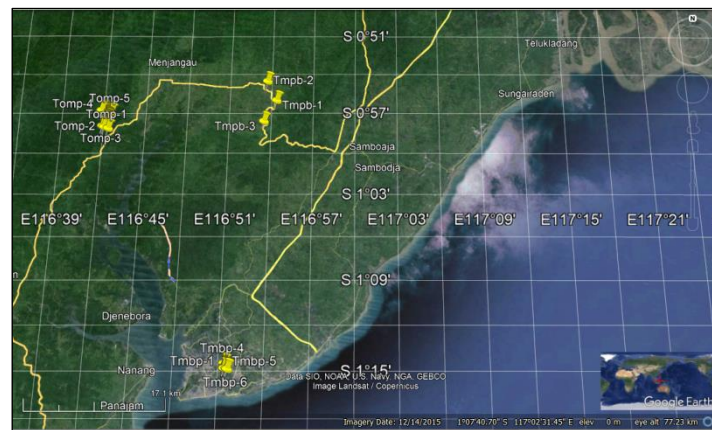 N
S 0°51'
Telukladang
Menjangau
Tmpb-2
Sungairaden
Tomp-5
Tomp-4
Tmpb-1
Tomp-1
S 0°57'
Tomp-2
Tmpb-3
Tomp-3
Samboaja
Sambodja
S 1°03'
E116°39' E116°45' E116°51' E116°57' E117°03' E117°09' E117°15' E117°21'
S 1°09'
Djenebora
Tmbp-4
Tmbp-1 Tmbp-5
Nanang
S 1°15'
Tmbp-6
Data SIO, NOAA, U.S. Navy, NGA, GEBCO
Image Landsat / Copernicus
17.1 km
Panajam
Google Earth
Imagery Date: 12/14/2015 1°07'40.70" S 117°02'31.45" E elev 0 m eye alt 77.23 km